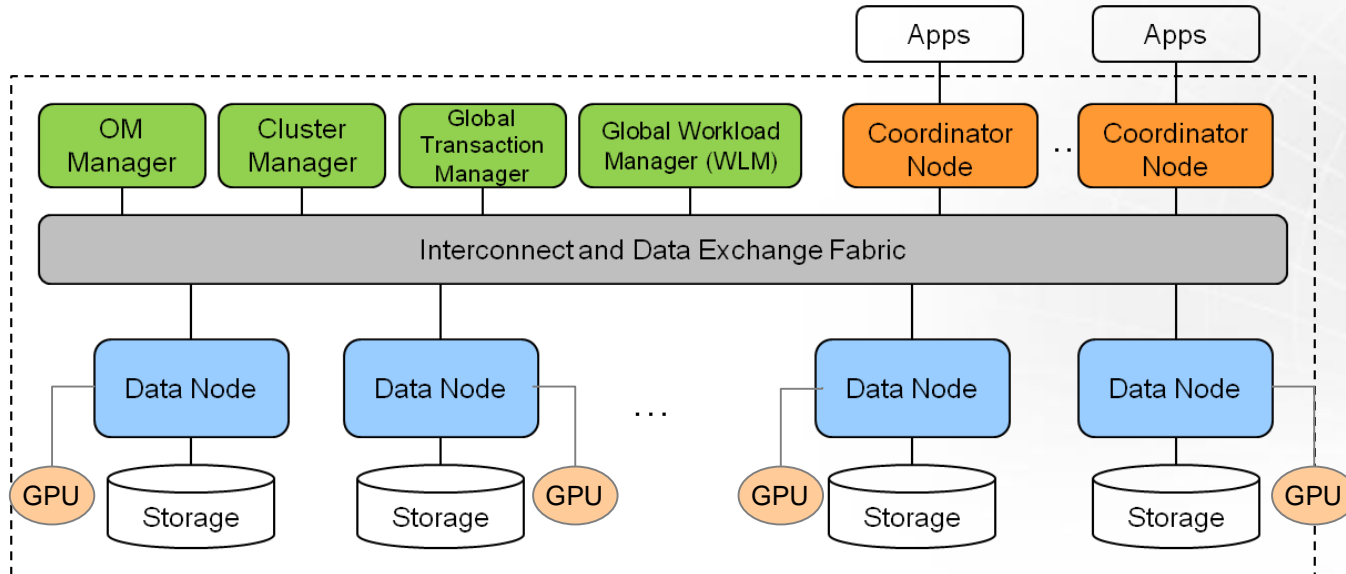 Apps
Apps
OM
Manager
Cluster
Manager
Global
Transaction
Manager
Global Workload
Manager (WLM)
Coordinator
Node
..
Coordinator
Node
Interconnect and Data Exchange Fabric
Data Node
Data Node
...
Data Node
Data Node
GPU
Storage
Storage
GPU
GPU
Storage
Storage
GPU